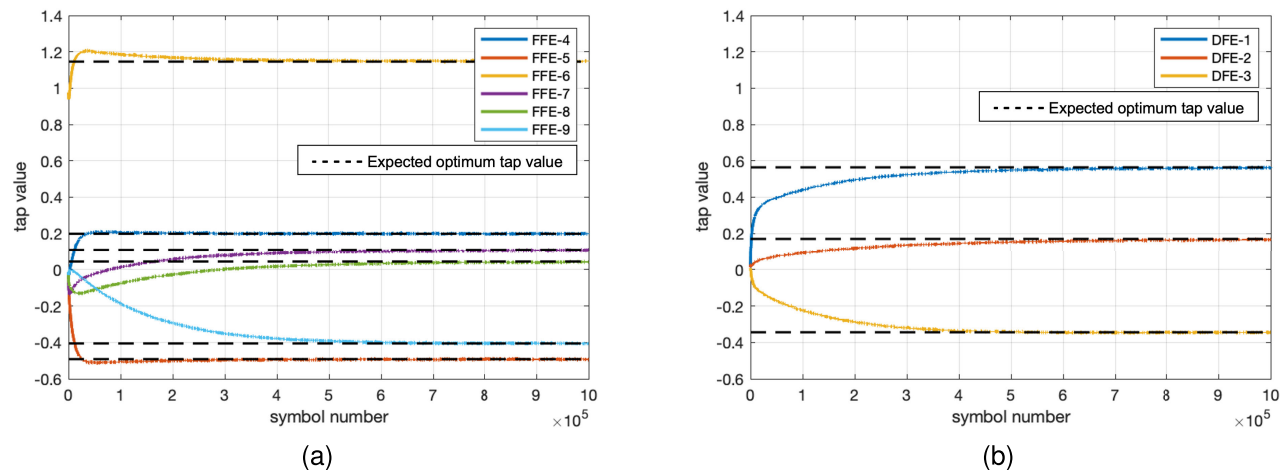 1.4
1.2
1
0.8
0.6
0.4
0.2
0
-0.2
-0.4
-0.6
tap value
0 1 2 3 4 5 6 7 8 9 10
symbol number
×10^5
FFE-4
FFE-5
FFE-6
FFE-7
FFE-8
FFE-9
Expected optimum tap value
(a)
1.4
1.2
1
0.8
0.6
0.4
0.2
0
-0.2
-0.4
-0.6
tap value
0 1 2 3 4 5 6 7 8 9 10
symbol number
×10^5
DFE-1
DFE-2
DFE-3
Expected optimum tap value
(b)